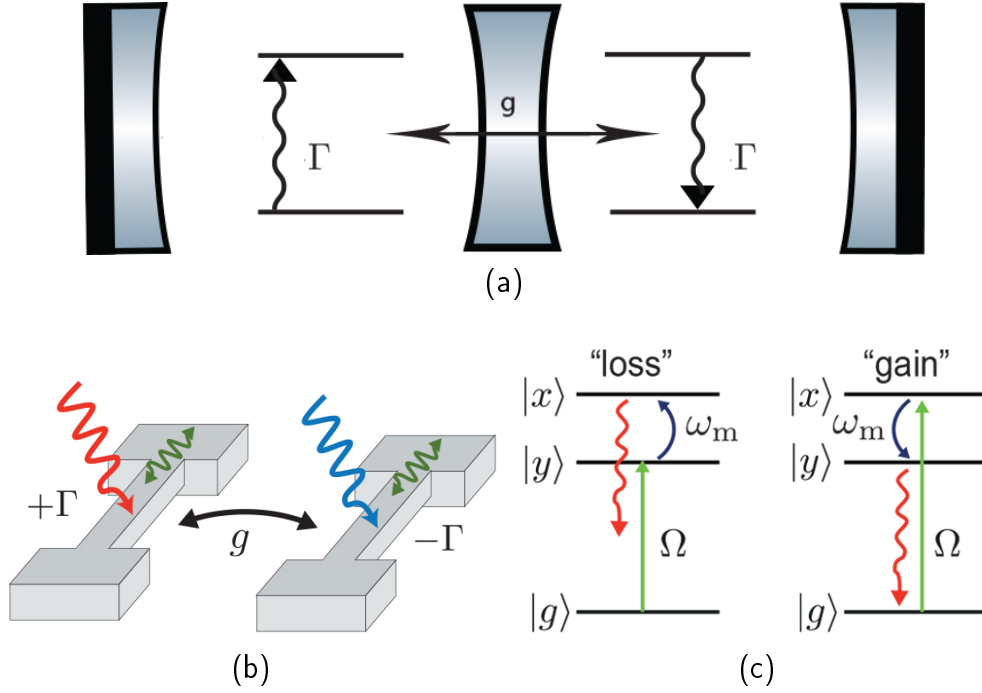 g
Γ
Γ
(a)
+Γ
g
−Γ
(b)
“loss”
“gain”
|x⟩
ω_m
|x⟩
ω_m
|y⟩
|y⟩
Ω
Ω
|g⟩
|g⟩
(c)